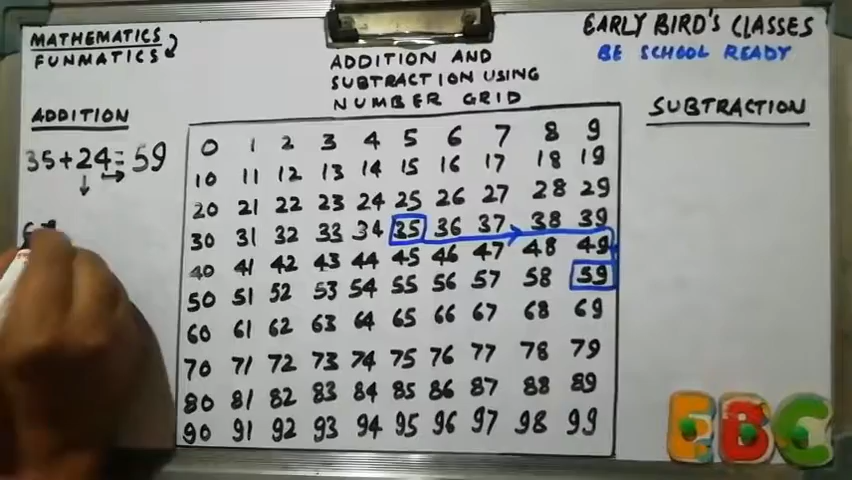 MATHEMATICS
FUNMATICS
ADDITION AND
SUBTRACTION USING
NUMBER GRID
EARLY BIRD'S CLASSES
BE SCHOOL READY
ADDITION
35+24=59
SUBTRACTION
0 1 2 3 4 5 6 7 8 9
10 11 12 13 14 15 16 17 18 19
20 21 22 23 24 25 26 27 28 29
30 31 32 33 34 35 36 37 38 39
40 41 42 43 44 45 46 47 48 49
50 51 52 53 54 55 56 57 58 59
60 61 62 63 64 65 66 67 68 69
70 71 72 73 74 75 76 77 78 79
80 81 82 83 84 85 86 87 88 89
90 91 92 93 94 95 96 97 98 99
EBC